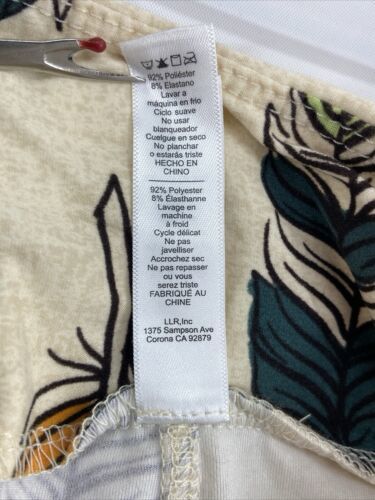 92% Poliéster
8% Elastano
Lavar a
máquina en frío
Ciclo suave
No usar
blanqueador
Cuelgue en seco
No planchar
o estarás triste
HECHO EN
CHINO
92% Polyester
8% Élasthanne
Lavage en
machine
à froid
Cycle délicat
Ne pas
javelliser
Accrochez sec
Ne pas repasser
ou vous
serez triste
FABRIQUÉ AU
CHINE
LLR,Inc
1375 Sampson Ave
Corona CA 92879